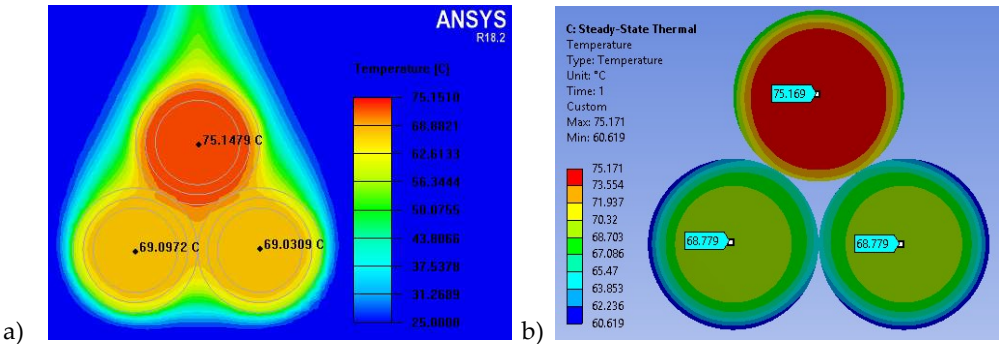 ANSYS
R18.2
Temperature [C]
75.1510
68.8821
62.6133
56.3444
50.0755
43.8066
37.5378
31.2689
25.0000
75.1479 C
69.0972 C
69.0309 C
a)
C: Steady-State Thermal
Temperature
Type: Temperature
Unit: °C
Time: 1
Custom
Max: 75.171
Min: 60.619
75.171
73.554
71.937
70.32
68.703
67.086
65.47
63.853
62.236
60.619
75.169
68.779
68.779
b)